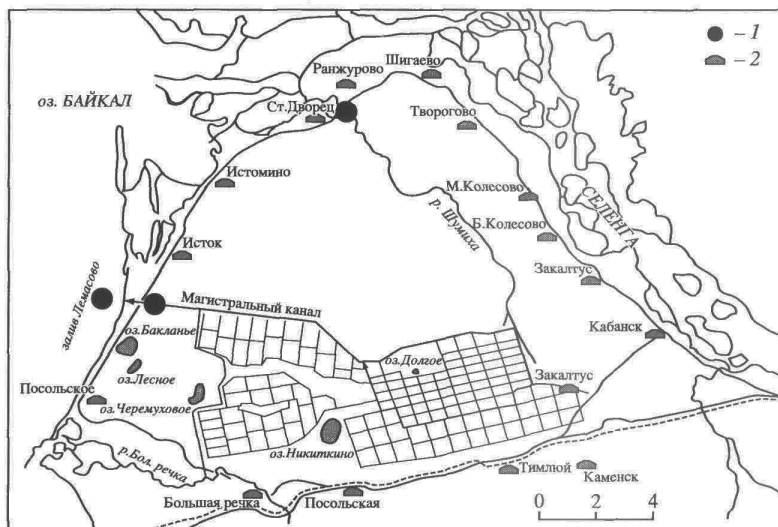 – 1
– 2
Шигаево
Ранжурово
оз. БАЙКАЛ
Ст.Дворец
Творогово
Истомино
М.Колесово
р. Шумиха
Б.Колесово
СЕЛЕНГА
Исток
Закалтус
залив Лемасово
Магистральный канал
оз.Бакланье
Кабанск
оз.Долгое
оз.Лесное
Посольское
Закалтус
оз.Черемуховое
оз.Никиткино
р.Бол. речка
Тимлюй
Каменск
Большая речка
Посольская
0 2 4